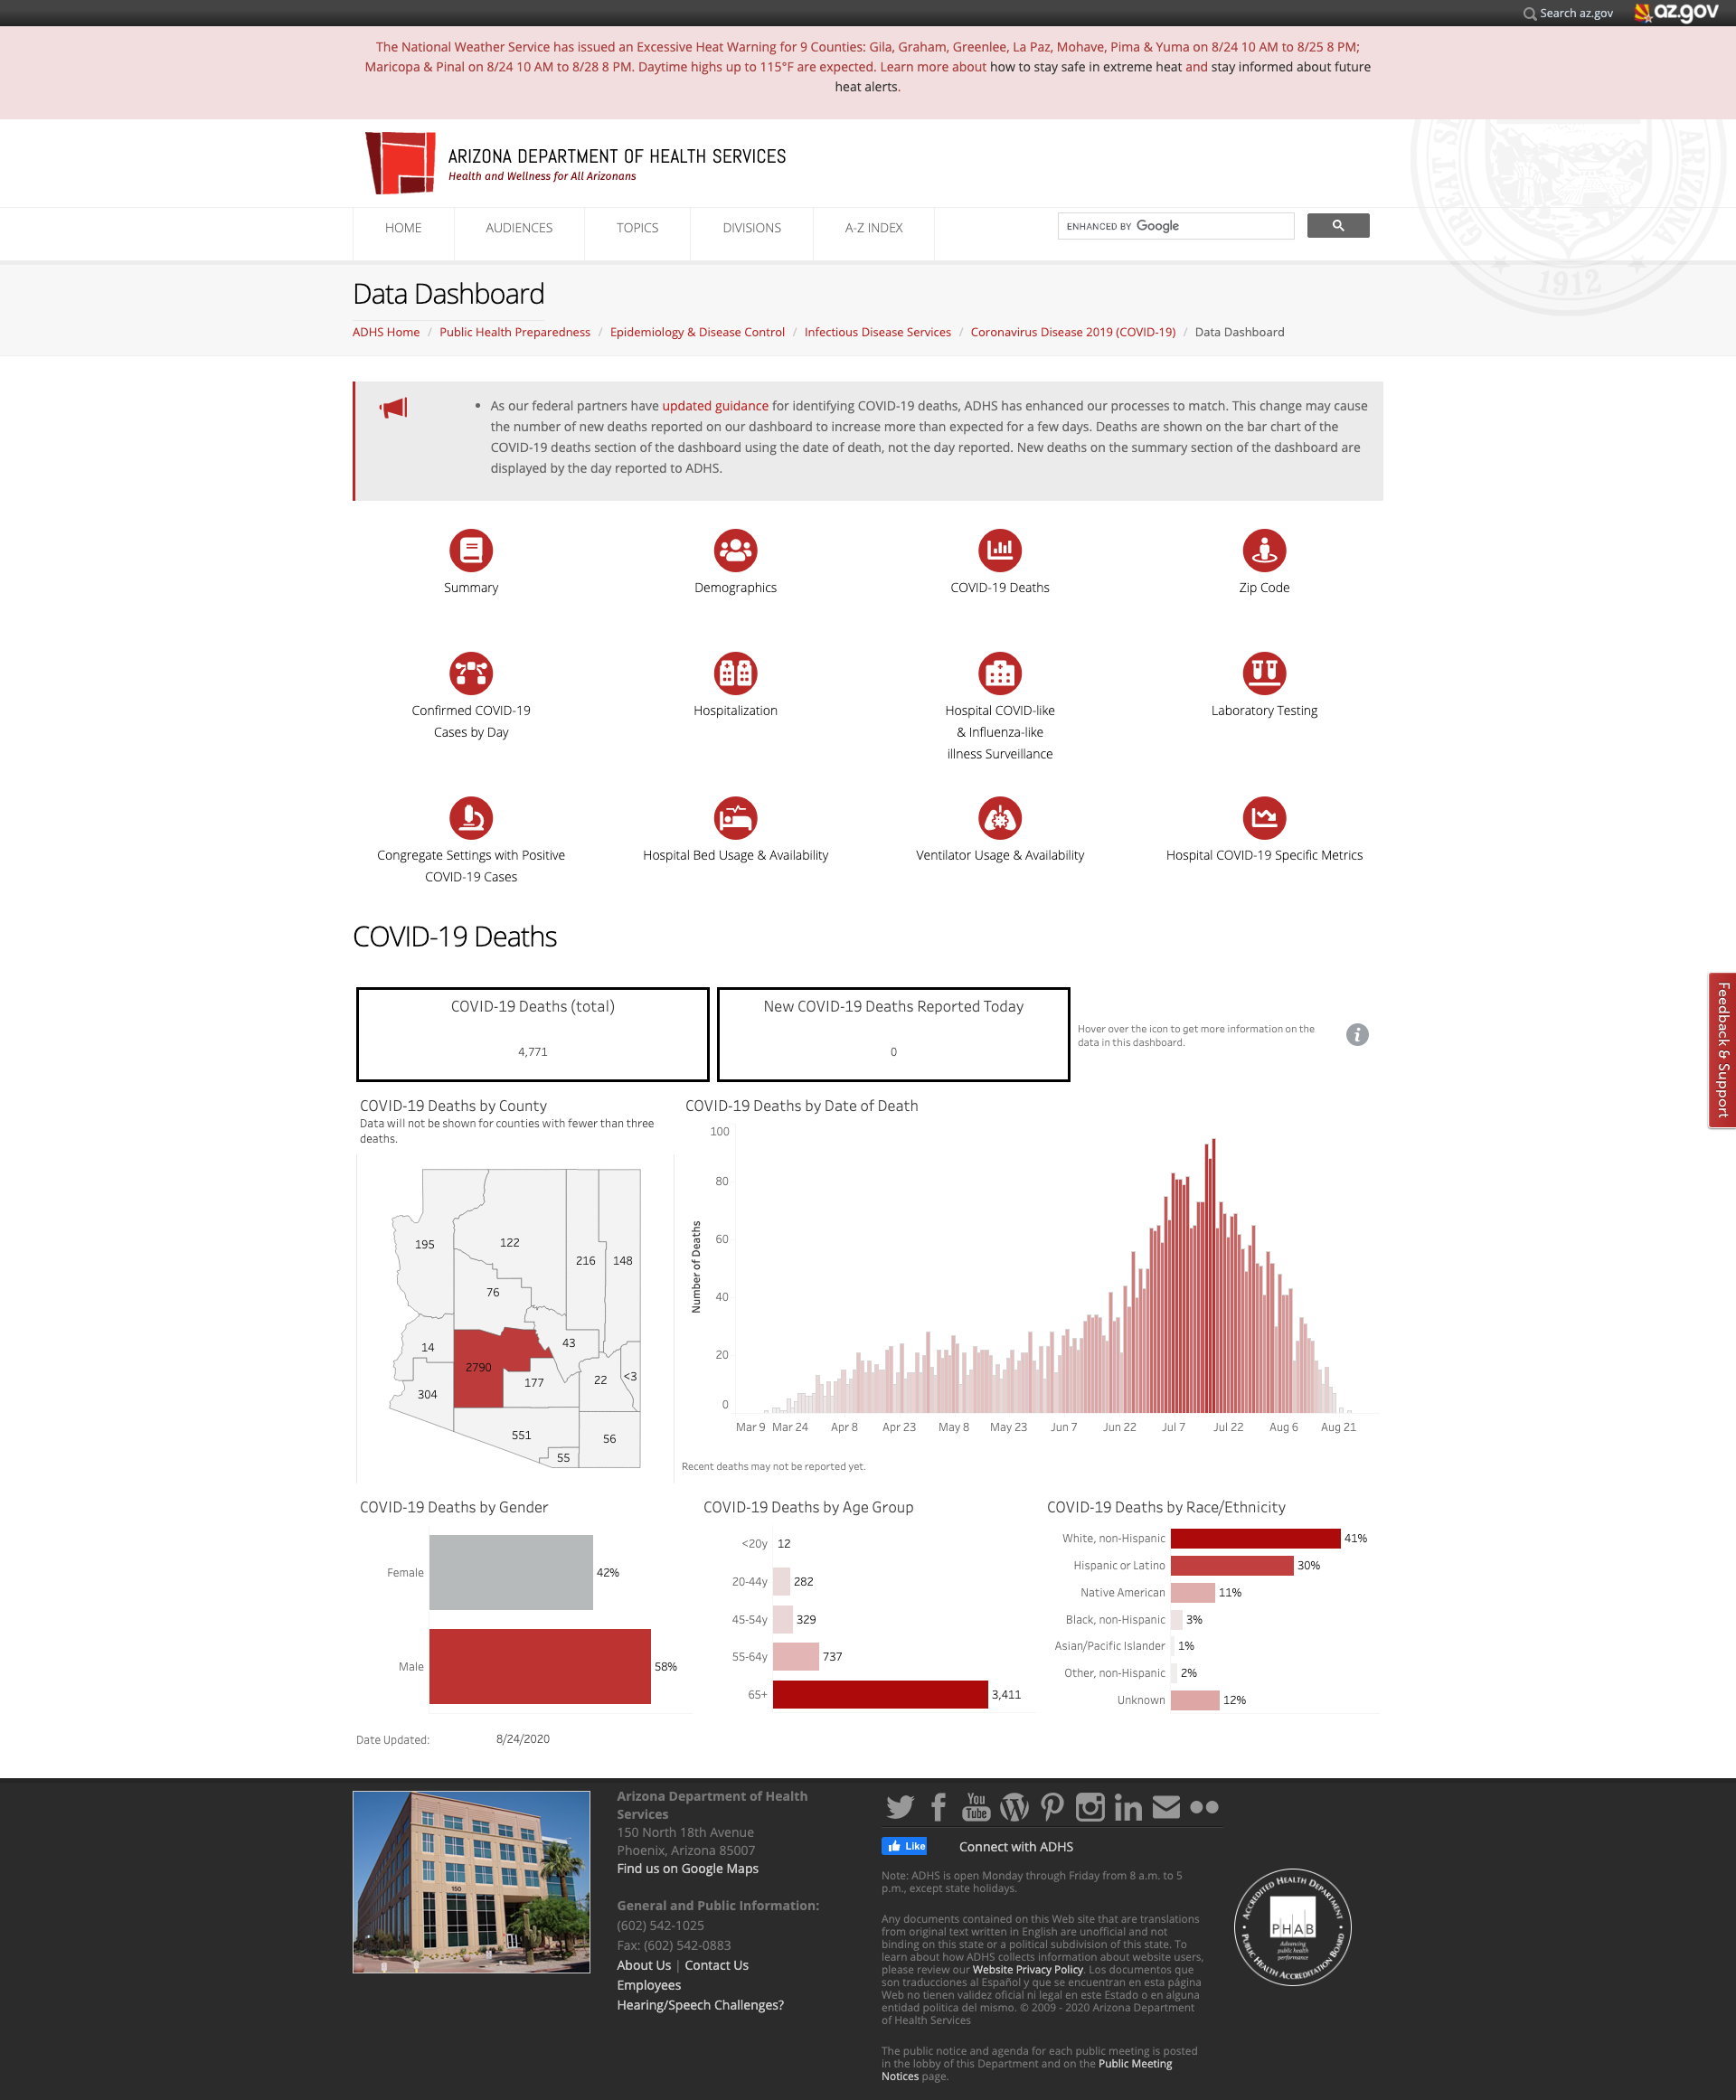 Search az.gov
az.gov
The National Weather Service has issued an Excessive Heat Warning for 9 Counties: Gila, Graham, Greenlee, La Paz, Mohave, Pima & Yuma on 8/24 10 AM to 8/25 8 PM;
Maricopa & Pinal on 8/24 10 AM to 8/28 8 PM. Daytime highs up to 115°F are expected. Learn more about how to stay safe in extreme heat and stay informed about future
heat alerts.
ARIZONA DEPARTMENT OF HEALTH SERVICES
Health and Wellness for All Arizonans
GREAT SEAL
ARIZONA
1912
HOME
AUDIENCES
TOPICS
DIVISIONS
A-Z INDEX
ENHANCED BY Google
Data Dashboard
ADHS Home / Public Health Preparedness / Epidemiology & Disease Control / Infectious Disease Services / Coronavirus Disease 2019 (COVID-19) / Data Dashboard
• As our federal partners have updated guidance for identifying COVID-19 deaths, ADHS has enhanced our processes to match. This change may cause
the number of new deaths reported on our dashboard to increase more than expected for a few days. Deaths are shown on the bar chart of the
COVID-19 deaths section of the dashboard using the date of death, not the day reported. New deaths on the summary section of the dashboard are
displayed by the day reported to ADHS.
Summary
Demographics
COVID-19 Deaths
Zip Code
Confirmed COVID-19
Cases by Day
Hospitalization
Hospital COVID-like
& Influenza-like
illness Surveillance
Laboratory Testing
Congregate Settings with Positive
COVID-19 Cases
Hospital Bed Usage & Availability
Ventilator Usage & Availability
Hospital COVID-19 Specific Metrics
COVID-19 Deaths
Feedback & Support
COVID-19 Deaths (total)
4,771
New COVID-19 Deaths Reported Today
0
Hover over the icon to get more information on the
data in this dashboard.
i
COVID-19 Deaths by County
Data will not be shown for counties with fewer than three
deaths.
195
122
216
148
76
14
43
2790
304
177
22
<3
551
56
55
COVID-19 Deaths by Date of Death
Number of Deaths
100
80
60
40
20
0
Mar 9
Mar 24
Apr 8
Apr 23
May 8
May 23
Jun 7
Jun 22
Jul 7
Jul 22
Aug 6
Aug 21
Recent deaths may not be reported yet.
COVID-19 Deaths by Gender
Female 42%
Male 58%
COVID-19 Deaths by Age Group
<20y 12
20-44y 282
45-54y 329
55-64y 737
65+ 3,411
COVID-19 Deaths by Race/Ethnicity
White, non-Hispanic 41%
Hispanic or Latino 30%
Native American 11%
Black, non-Hispanic 3%
Asian/Pacific Islander 1%
Other, non-Hispanic 2%
Unknown 12%
Date Updated: 8/24/2020
150
Arizona Department of Health
Services
150 North 18th Avenue
Phoenix, Arizona 85007
Find us on Google Maps
General and Public Information:
(602) 542-1025
Fax: (602) 542-0883
About Us | Contact Us
Employees
Hearing/Speech Challenges?
You
Tube
Like
Connect with ADHS
Note: ADHS is open Monday through Friday from 8 a.m. to 5
p.m., except state holidays.
Any documents contained on this Web site that are translations
from original text written in English are unofficial and not
binding on this state or a political subdivision of this state. To
learn about how ADHS collects information about website users,
please review our Website Privacy Policy. Los documentos que
son traducciones al Español y que se encuentran en esta página
Web no tienen validez oficial ni legal en este Estado o en alguna
entidad politica del mismo. © 2009 - 2020 Arizona Department
of Health Services
The public notice and agenda for each public meeting is posted
in the lobby of this Department and on the Public Meeting
Notices page.
ACCREDITED HEALTH DEPARTMENT
PHAB
Advancing
public health
performance
PUBLIC HEALTH ACCREDITATION BOARD